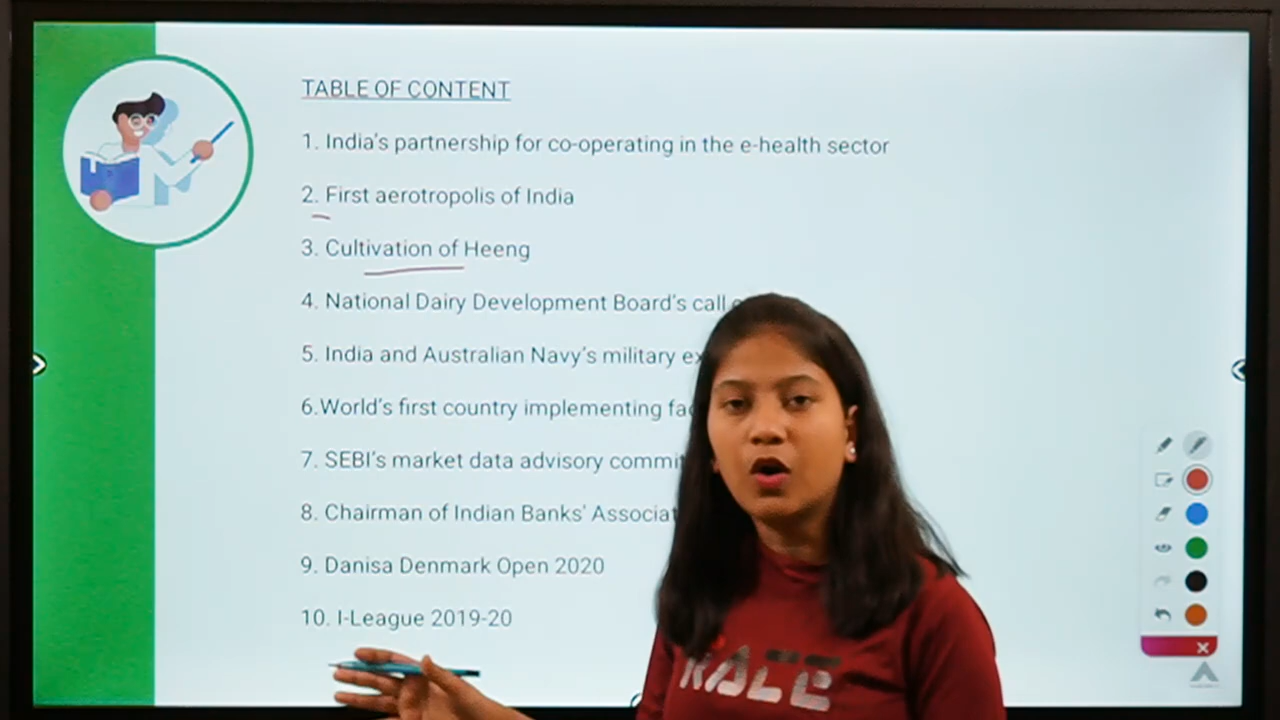 TABLE OF CONTENT
1. India's partnership for co-operating in the e-health sector
2. First aerotropolis of India
3. Cultivation of Heeng
4. National Dairy Development Board's call
5. India and Australian Navy's military
6.World's first country implementing
7. SEBI's market data advisory
8. Chairman of Indian Banks'
9. Danisa Denmark Open 2020
10. I-League 2019-20
RACE